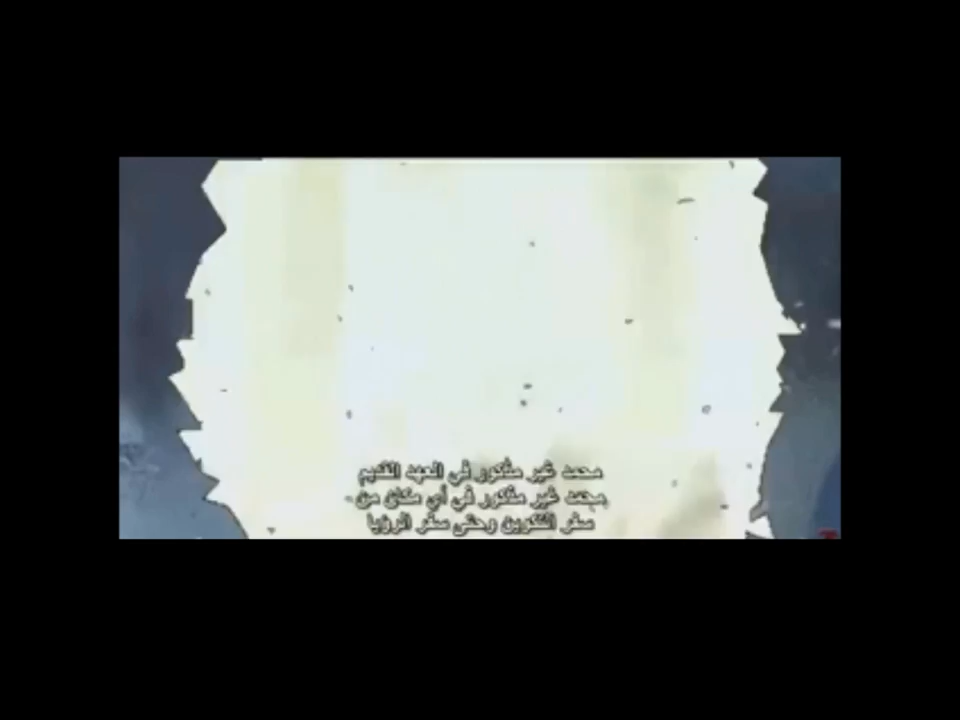 محمد غير مذكور في العهد القديم
محمد غير مذكور في أي مكان من -
سفر التكوين وحتى سفر الرؤيا